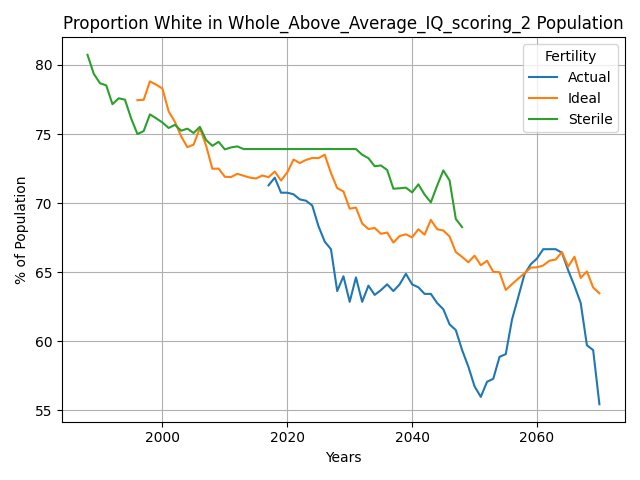 Proportion White in Whole_Above_Average_IQ_scoring_2 Population
% of Population
80
75
70
65
60
55
Fertility
Actual
Ideal
Sterile
2000
2020
2040
2060
Years